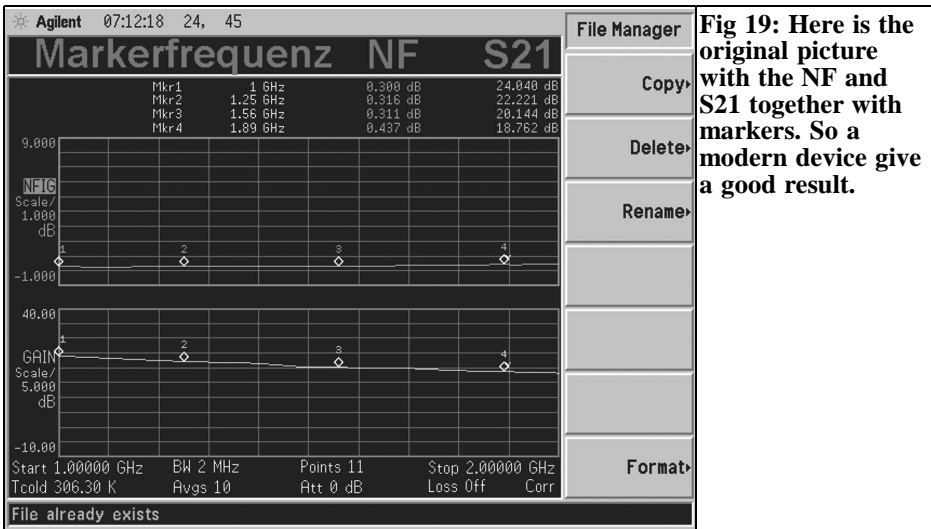 Agilent 07:12:18 24, 45
Markerfrequenz NF S21
Mkr1 1 GHz 0.300 dB 24.040 dB
Mkr2 1.25 GHz 0.316 dB 22.221 dB
Mkr3 1.56 GHz 0.311 dB 20.144 dB
Mkr4 1.89 GHz 0.437 dB 18.762 dB
9.000
NFIG
Scale/
1.000
dB
1 2 3 4
-1.000
40.00
1 2 3 4
GAIN
Scale/
5.000
dB
-10.00
Start 1.00000 GHz BW 2 MHz Points 11 Stop 2.00000 GHz
Tcold 306.30 K Avgs 10 Att 0 dB Loss Off Corr
File already exists
File Manager
Copy
Delete
Rename
Format
Fig 19: Here is the
original picture
with the NF and
S21 together with
markers. So a
modern device give
a good result.